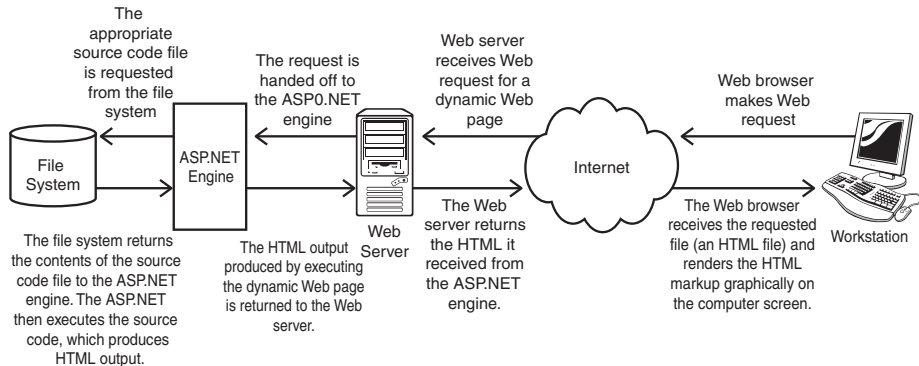 The
appropriate
source code file
is requested
from the file
system
The request is
handed off to
the ASP0.NET
engine
Web server
receives Web
request for a
dynamic Web
page
Web browser
makes Web
request
File
System
ASP.NET
Engine
Web
Server
Internet
Workstation
The file system returns
the contents of the source
code file to the ASP.NET
engine. The ASP.NET
then executes the source
code, which produces
HTML output.
The HTML output
produced by executing
the dynamic Web page
is returned to the Web
server.
The Web
server returns
the HTML it
received from
the ASP.NET
engine.
The Web browser
receives the requested
file (an HTML file) and
renders the HTML
markup graphically on
the computer screen.